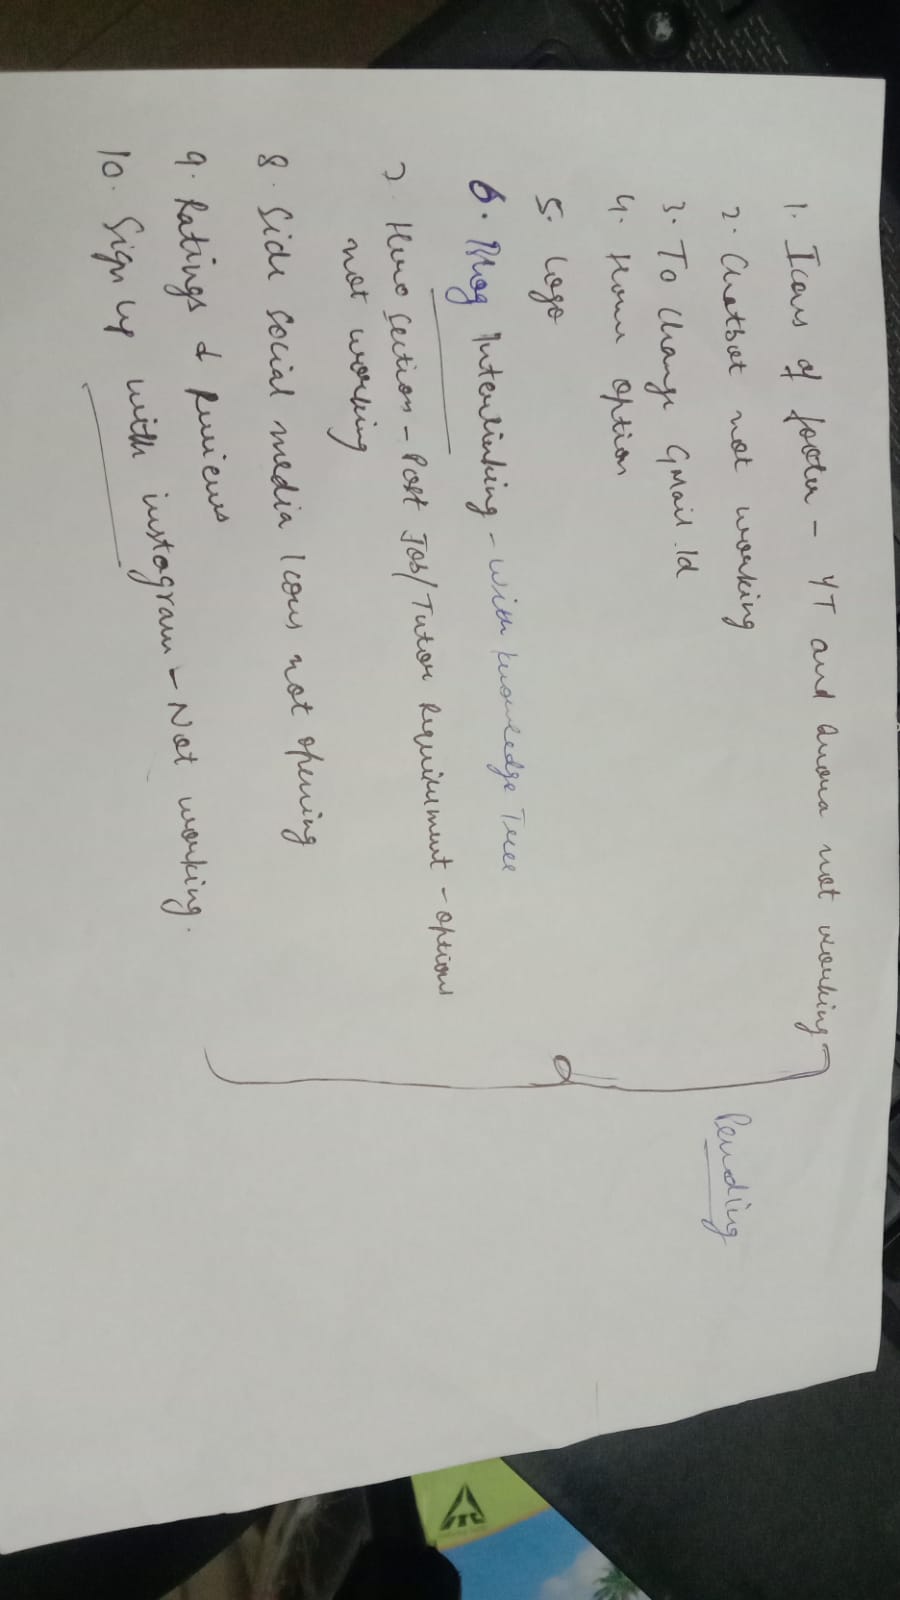 1. Icons of footer - YT and Quora not working
2. Chatbot not working
Pending
3. To Change GMail Id
4. Home Option
5. Logo
6. Blog Interlinking - With Knowledge Tree
7 Hero Section - Post Job/Tutor Requirement - options
not working
8. Side Social media Icons not opening
9. Ratings & Reviews
10. Sign up with instagram - Not working.